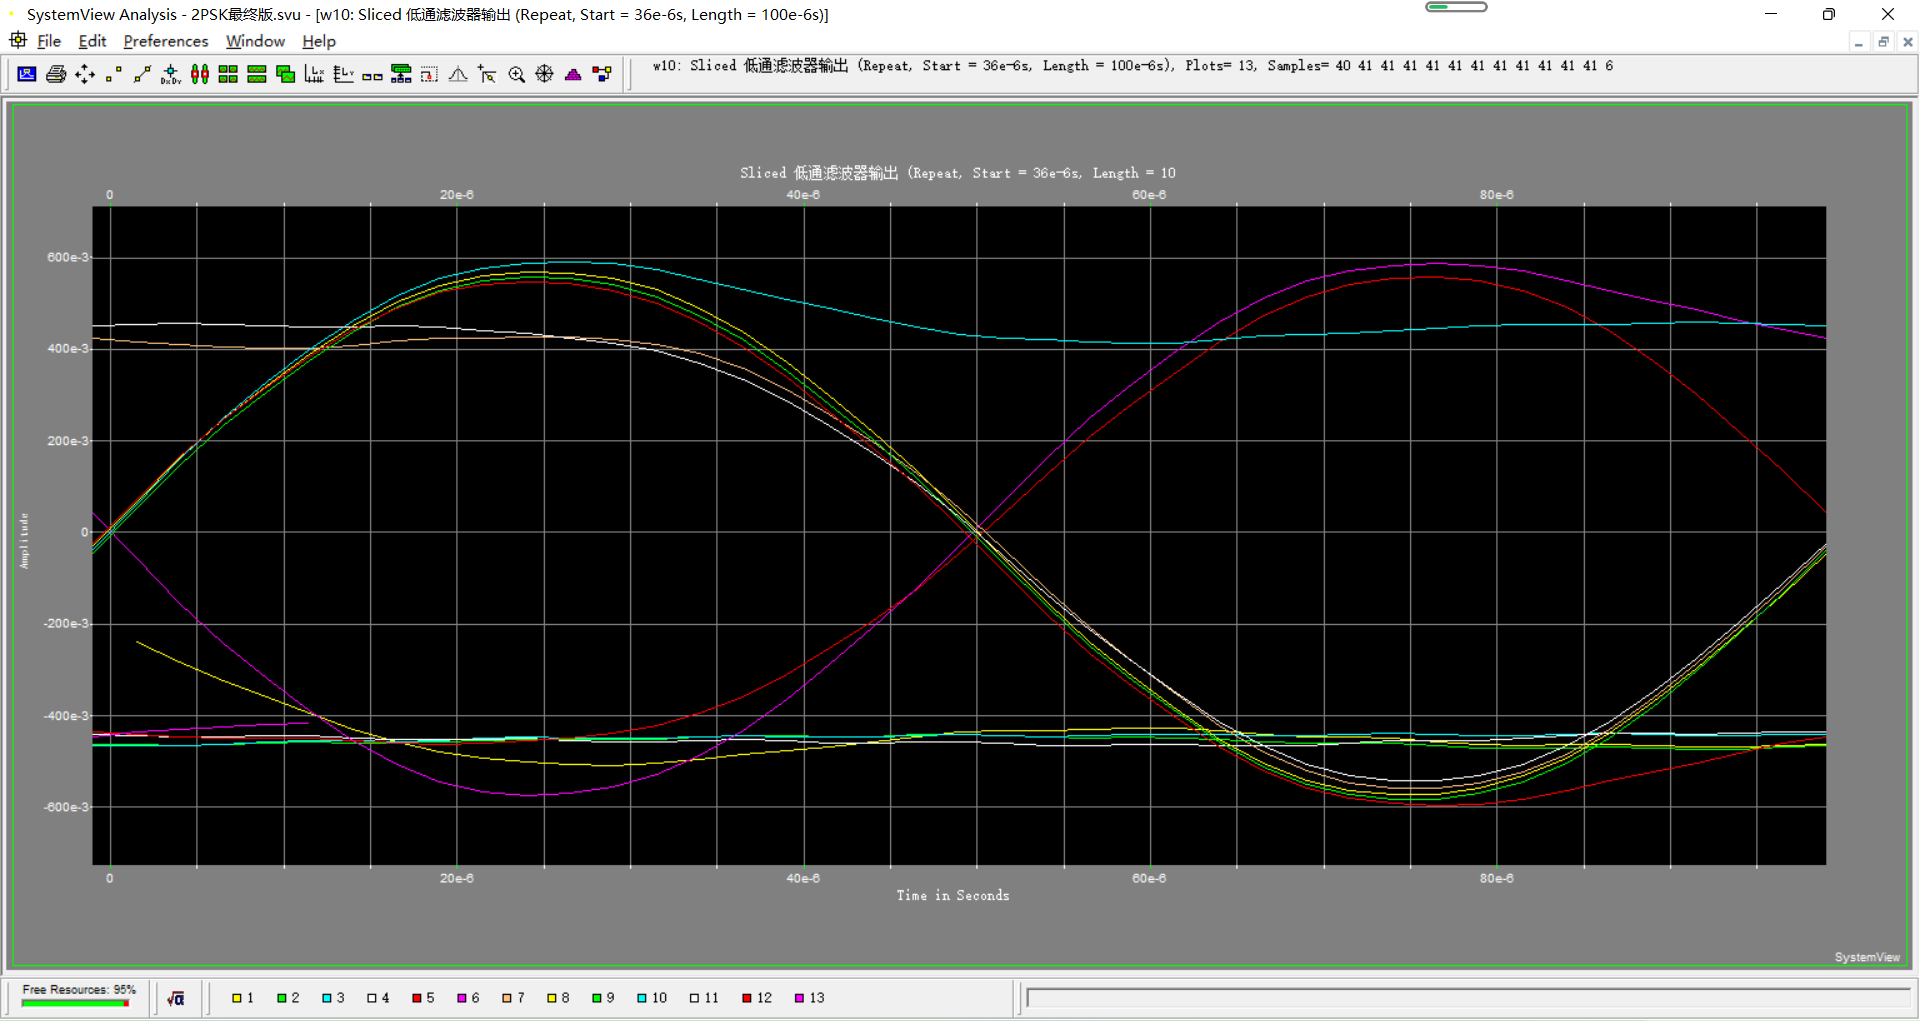 SystemView Analysis - 2PSK最终版.svu - [w10: Sliced 低通滤波器输出 (Repeat, Start = 36e-6s, Length = 100e-6s)]
File Edit Preferences Window Help
w10: Sliced 低通滤波器输出 (Repeat, Start = 36e-6s, Length = 100e-6s), Plots= 13, Samples= 40 41 41 41 41 41 41 41 41 41 41 41 6
Sliced 低通滤波器输出 (Repeat, Start = 36e-6s, Length = 10
0 20e-6 40e-6 60e-6 80e-6
600e-3
400e-3
200e-3
0
-200e-3
-400e-3
-600e-3
Amplitude
0 20e-6 40e-6 60e-6 80e-6
Time in Seconds
SystemView
Free Resources: 95%
√α
1 2 3 4 5 6 7 8 9 10 11 12 13